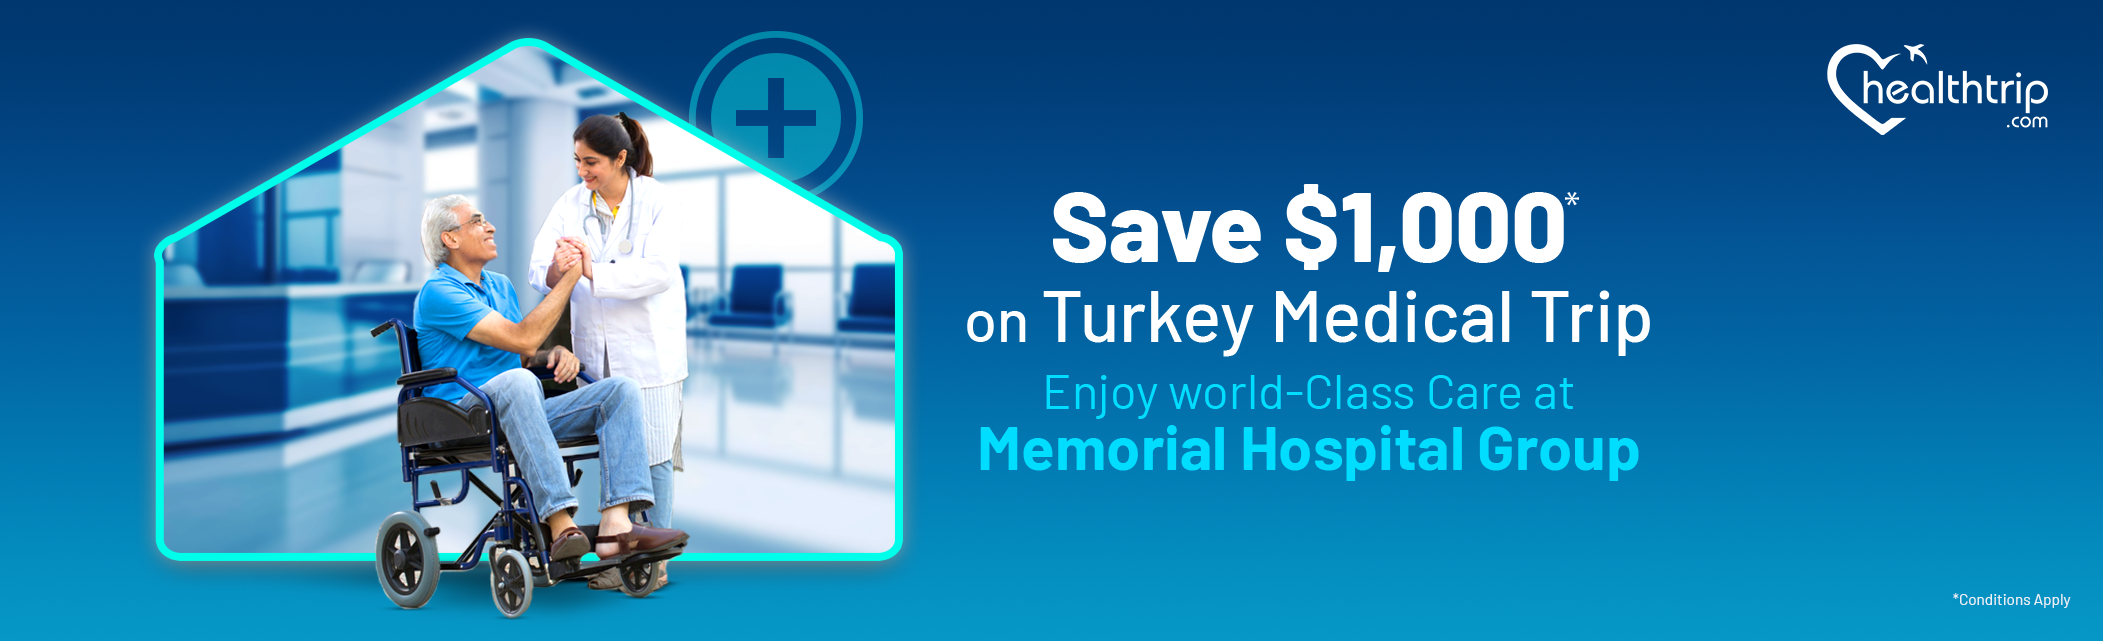 healthtrip
.com
Save $1,000*
on Turkey Medical Trip
Enjoy world-Class Care at
Memorial Hospital Group
*Conditions Apply